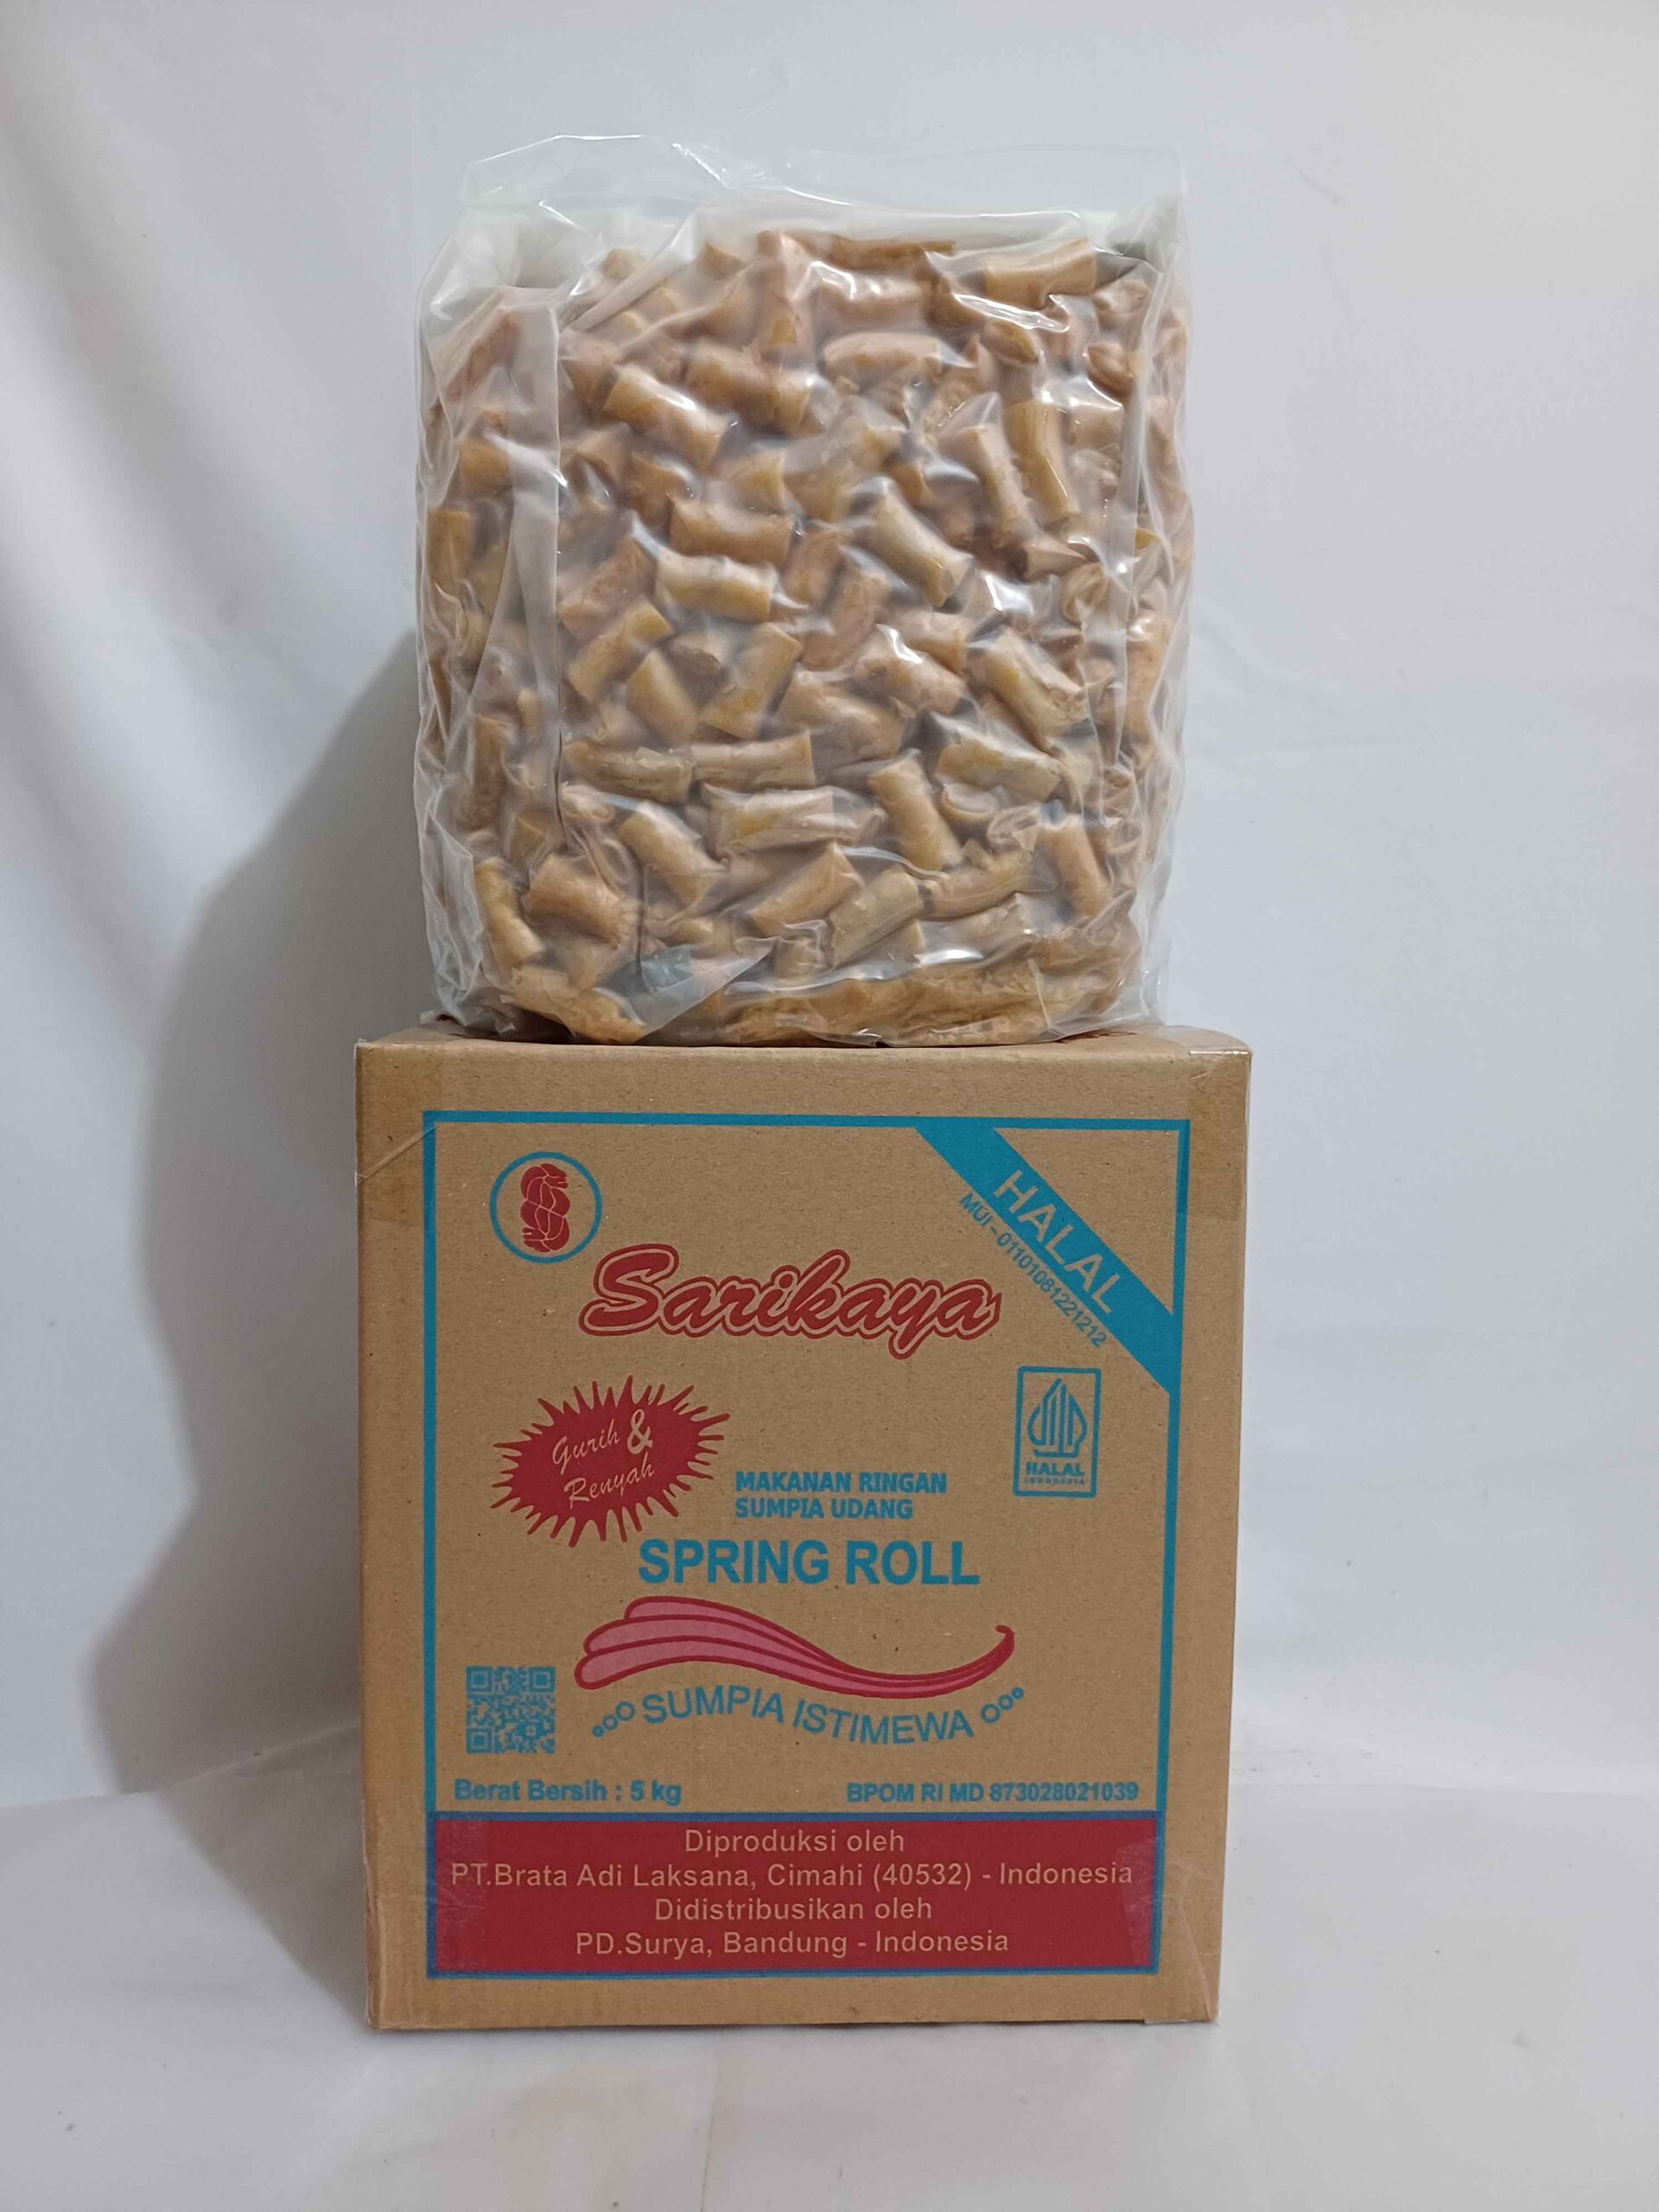 HALAL
MUI - 01101081221212
Sarikaya
Gurih &
Renyah
HALAL
INDONESIA
MAKANAN RINGAN
SUMPIA UDANG
SPRING ROLL
SUMPIA ISTIMEWA
Berat Bersih : 5 kg
BPOM RI MD 873028021039
Diproduksi oleh
PT.Brata Adi Laksana, Cimahi (40532) - Indonesia
Didistribusikan oleh
PD.Surya, Bandung - Indonesia